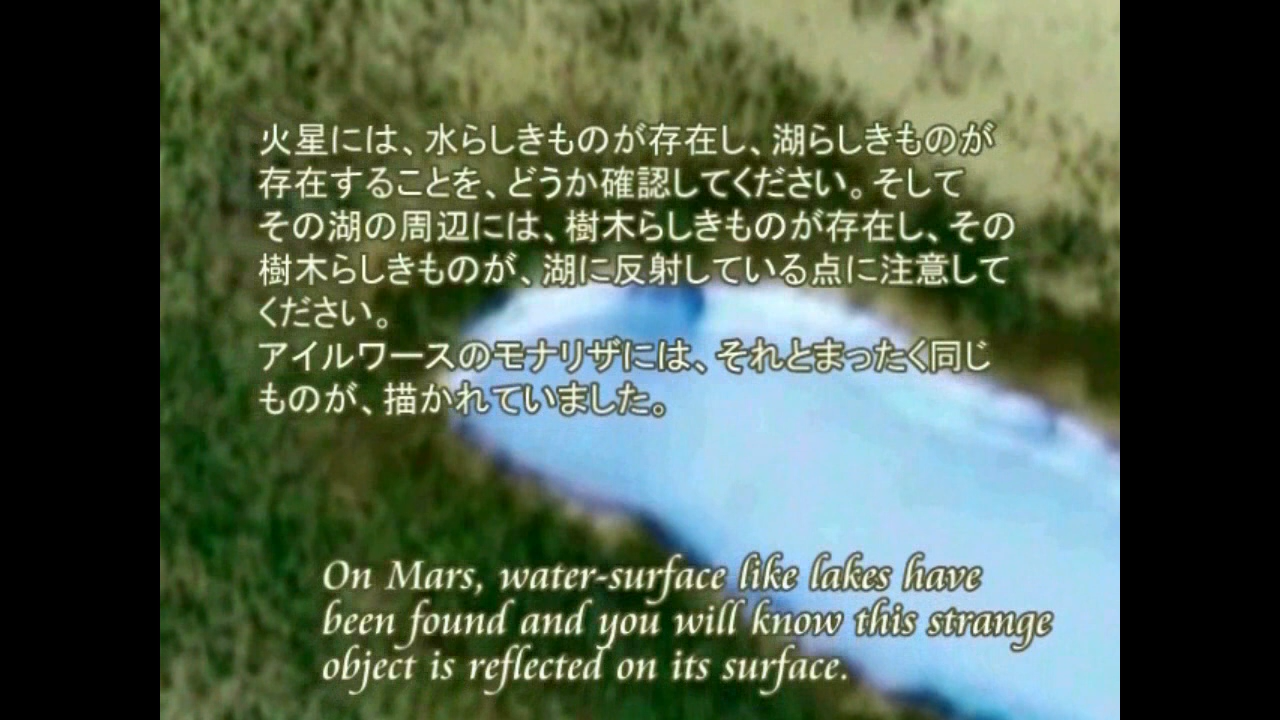 火星には、水らしきものが存在し、湖らしきものが
存在することを、どうか確認してください。そして
その湖の周辺には、樹木らしきものが存在し、その
樹木らしきものが、湖に反射している点に注意して
ください。
アイルワースのモナリザには、それとまったく同じ
ものが、描かれていました。
On Mars, water-surface like lakes have
been found and you will know this strange
object is reflected on its surface.